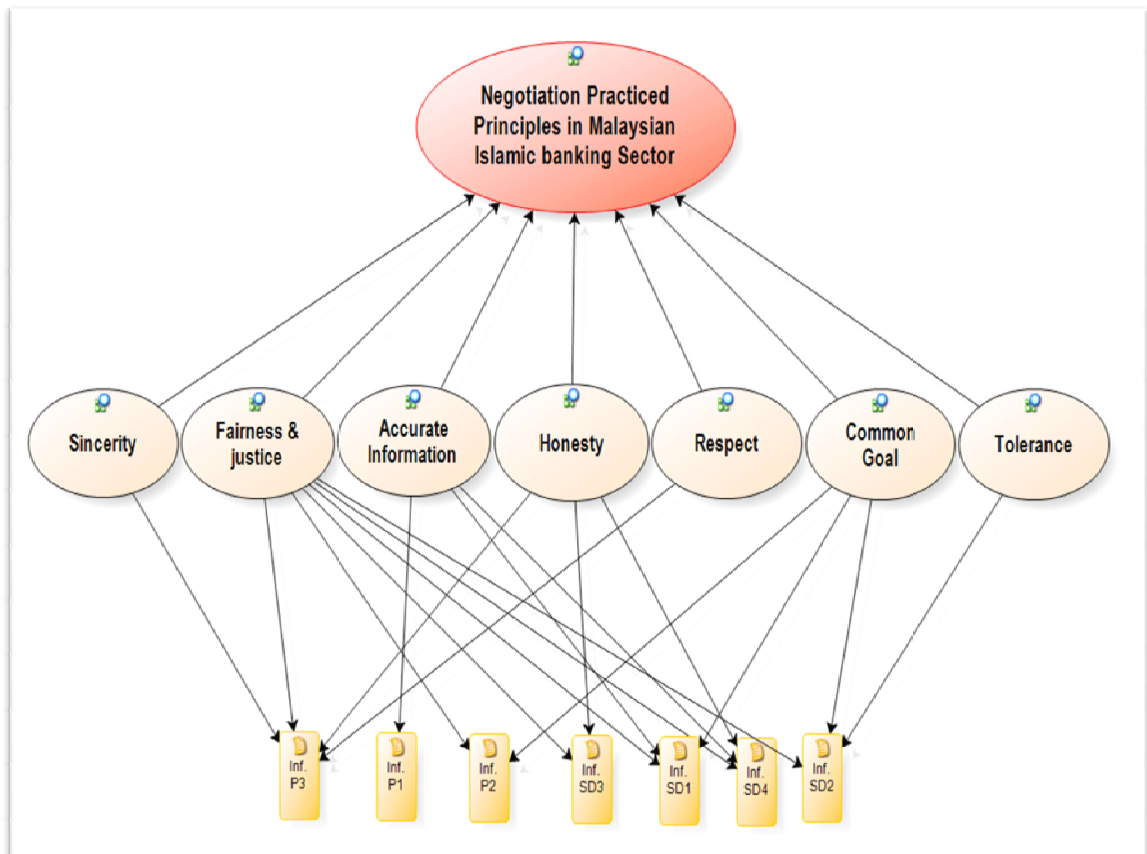 Negotiation Practiced
Principles in Malaysian
Islamic banking Sector
Sincerity
Fairness &
justice
Accurate
Information
Honesty
Respect
Common
Goal
Tolerance
Inf.
P3
Inf.
P1
Inf.
P2
Inf.
SD3
Inf.
SD1
Inf.
SD4
Inf.
SD2